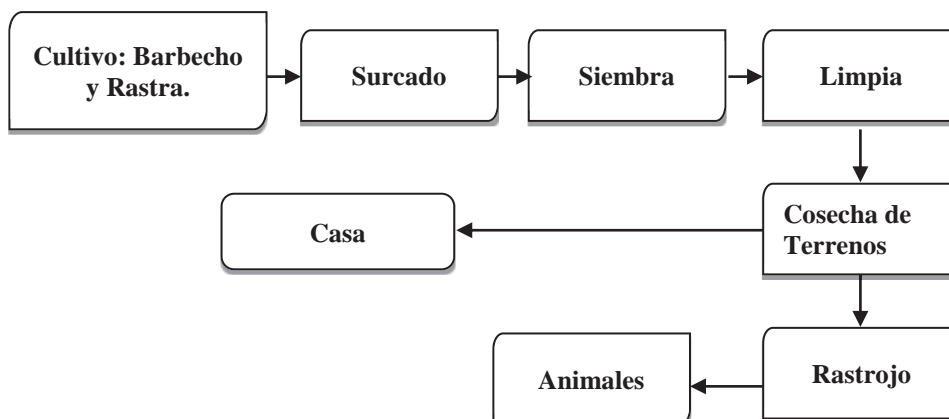 Cultivo: Barbecho
y Rastra.
Surcado
Siembra
Limpia
Cosecha de
Terrenos
Casa
Rastrojo
Animales